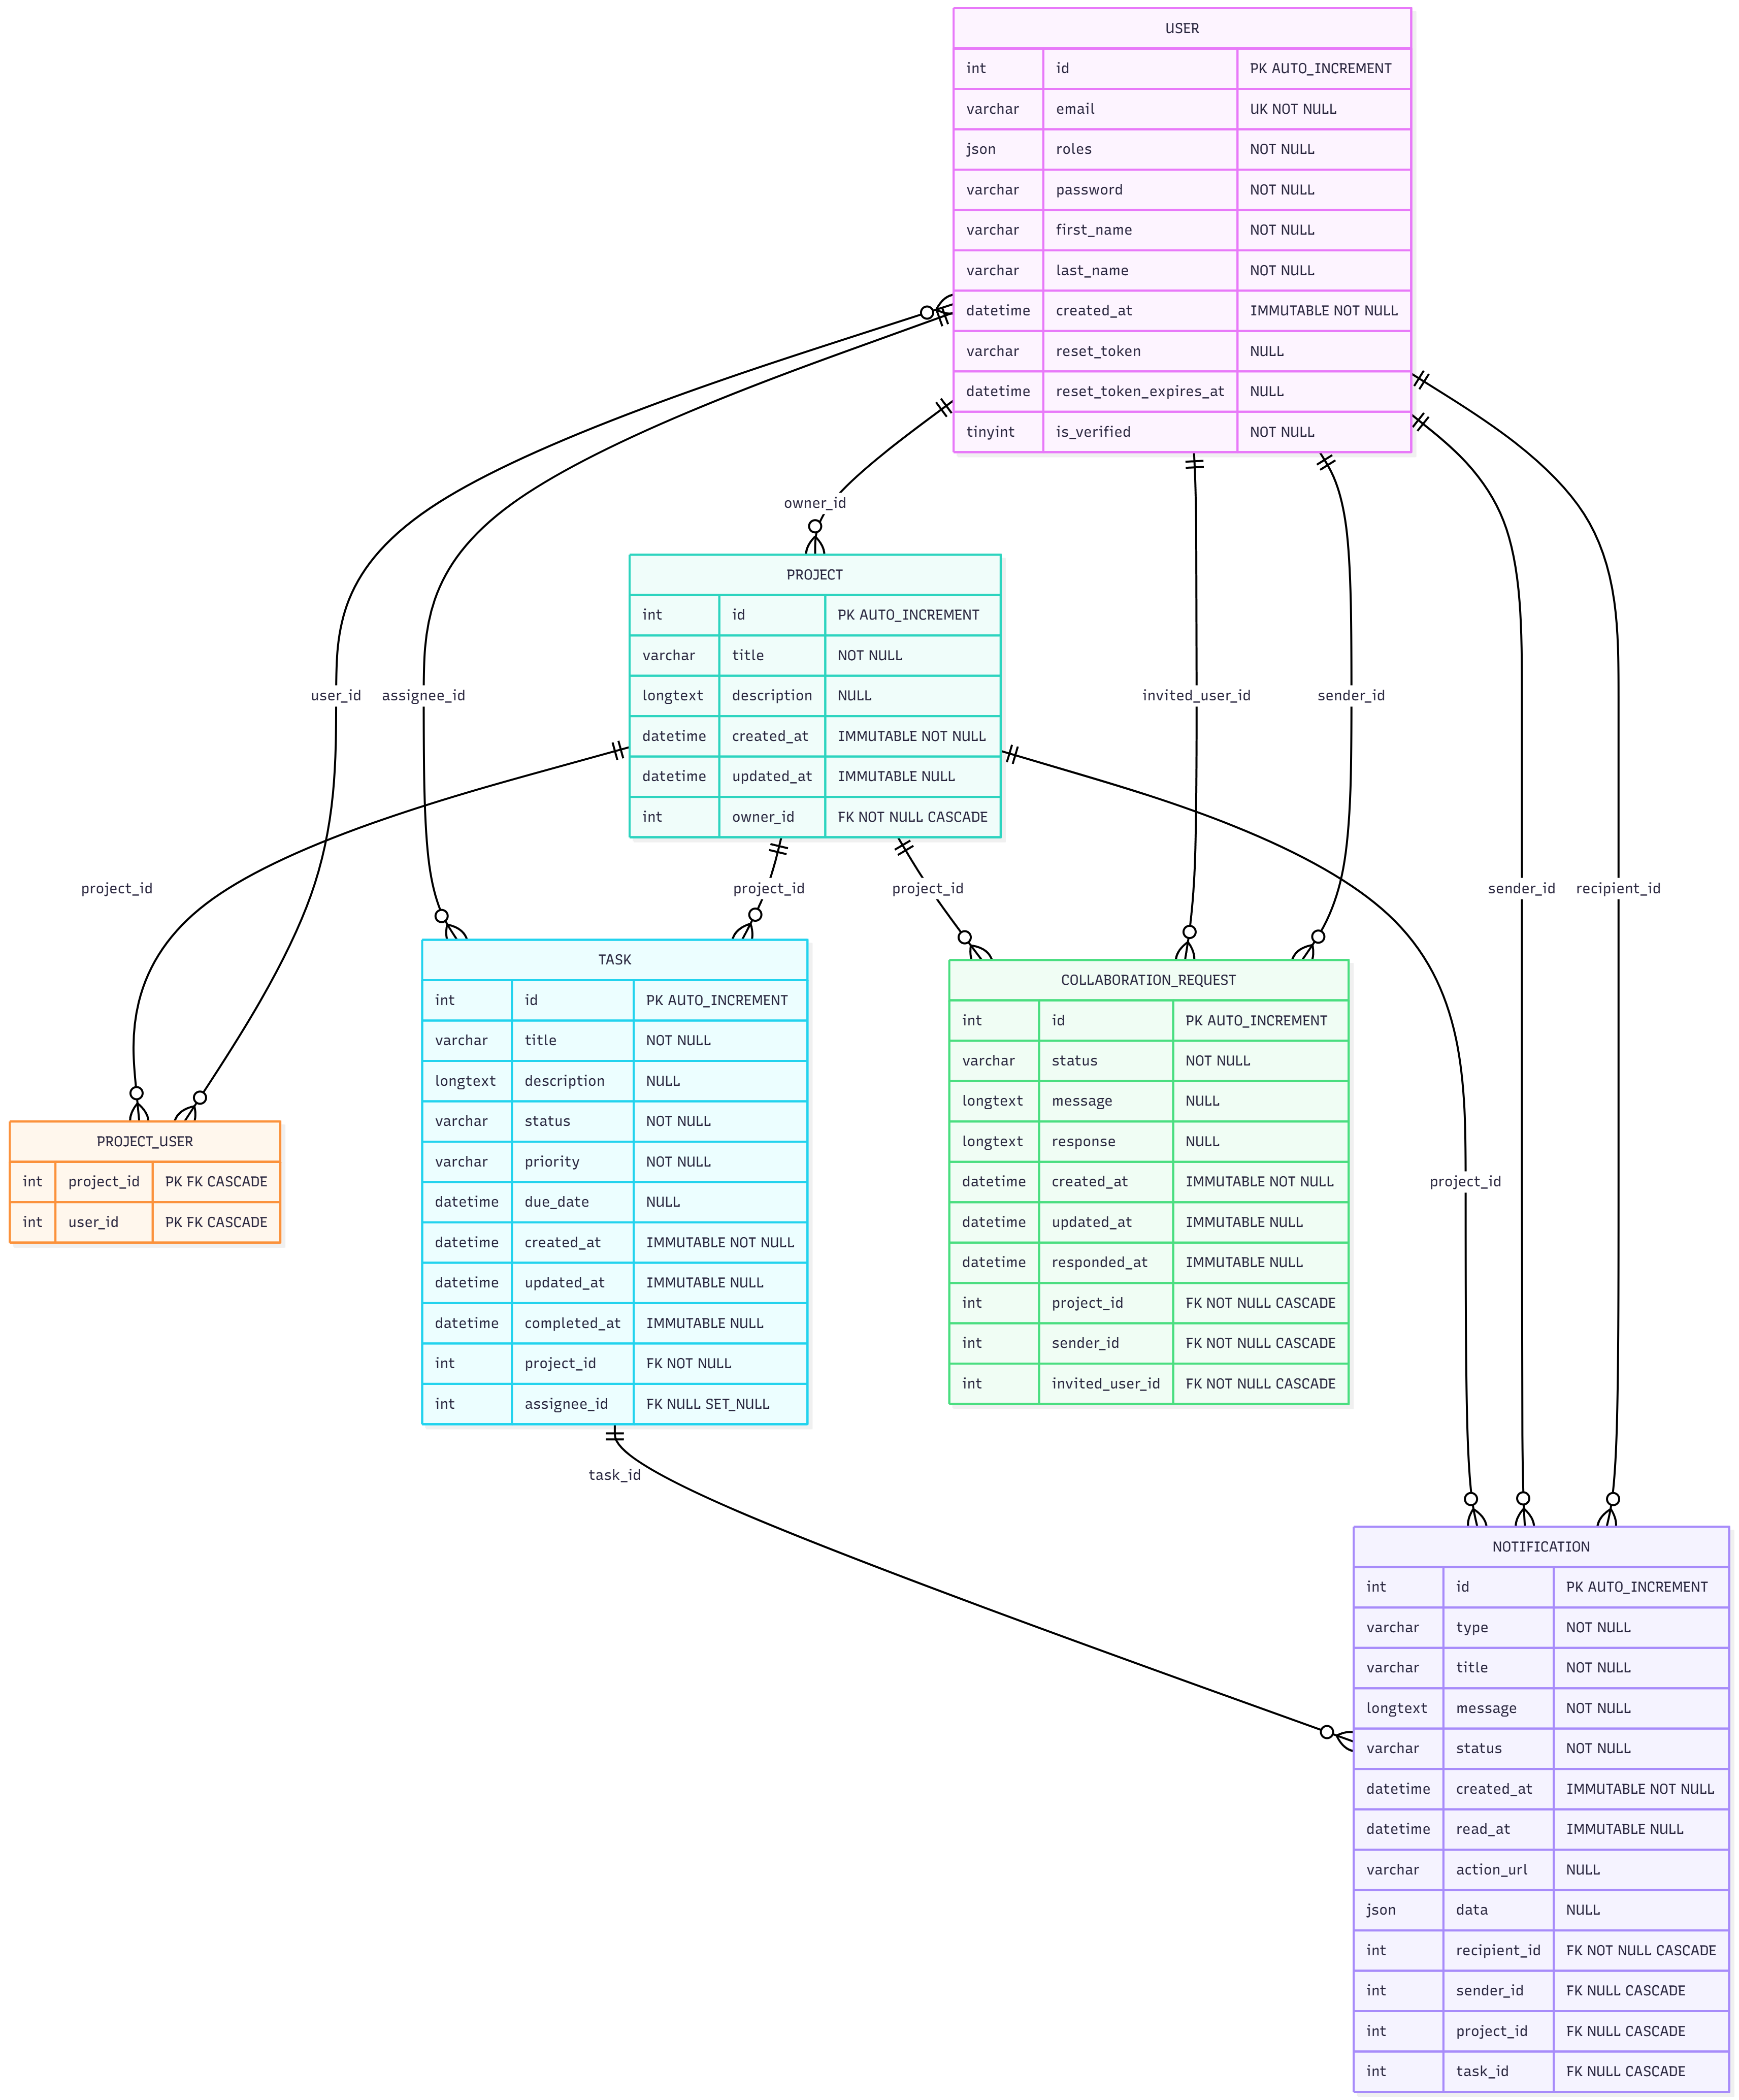 USER
int id PK AUTO_INCREMENT
varchar email UK NOT NULL
json roles NOT NULL
varchar password NOT NULL
varchar first_name NOT NULL
varchar last_name NOT NULL
datetime created_at IMMUTABLE NOT NULL
varchar reset_token NULL
datetime reset_token_expires_at NULL
tinyint is_verified NOT NULL
owner_id
PROJECT
int id PK AUTO_INCREMENT
varchar title NOT NULL
longtext description NULL
datetime created_at IMMUTABLE NOT NULL
datetime updated_at IMMUTABLE NULL
int owner_id FK NOT NULL CASCADE
user_id
assignee_id
invited_user_id
sender_id
project_id
project_id
project_id
sender_id
recipient_id
TASK
int id PK AUTO_INCREMENT
varchar title NOT NULL
longtext description NULL
varchar status NOT NULL
varchar priority NOT NULL
datetime due_date NULL
datetime created_at IMMUTABLE NOT NULL
datetime updated_at IMMUTABLE NULL
datetime completed_at IMMUTABLE NULL
int project_id FK NOT NULL
int assignee_id FK NULL SET_NULL
COLLABORATION_REQUEST
int id PK AUTO_INCREMENT
varchar status NOT NULL
longtext message NULL
longtext response NULL
datetime created_at IMMUTABLE NOT NULL
datetime updated_at IMMUTABLE NULL
datetime responded_at IMMUTABLE NULL
int project_id FK NOT NULL CASCADE
int sender_id FK NOT NULL CASCADE
int invited_user_id FK NOT NULL CASCADE
PROJECT_USER
int project_id PK FK CASCADE
int user_id PK FK CASCADE
project_id
task_id
NOTIFICATION
int id PK AUTO_INCREMENT
varchar type NOT NULL
varchar title NOT NULL
longtext message NOT NULL
varchar status NOT NULL
datetime created_at IMMUTABLE NOT NULL
datetime read_at IMMUTABLE NULL
varchar action_url NULL
json data NULL
int recipient_id FK NOT NULL CASCADE
int sender_id FK NULL CASCADE
int project_id FK NULL CASCADE
int task_id FK NULL CASCADE